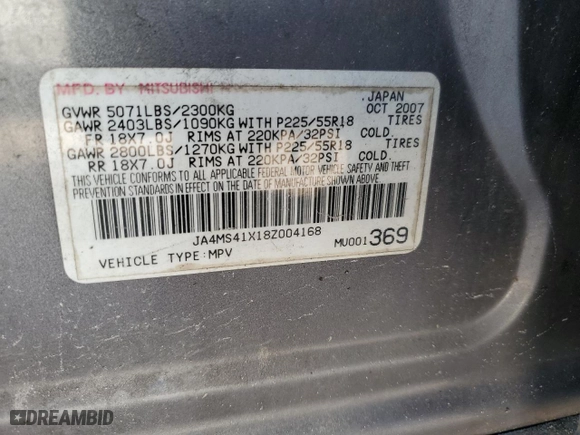 MFD. BY MITSUBISHI
JAPAN
GVWR 5071LBS/2300KG OCT 2007
GAWR 2403LBS/1090KG WITH P225/55R18 TIRES
FR 18X7.0J RIMS AT 220KPA/32PSI COLD.
GAWR 2800LBS/1270KG WITH P225/55R18 TIRES
RR 18X7.0J RIMS AT 220KPA/32PSI COLD.
THIS VEHICLE CONFORMS TO ALL APPLICABLE FEDERAL MOTOR VEHICLE SAFETY AND THEFT
PREVENTION STANDARDS IN EFFECT ON THE DATE OF MANUFACTURE SHOWN ABOVE.
JA4MS41X18Z004168
MU001369
VEHICLE TYPE:MPV
DREAMBID